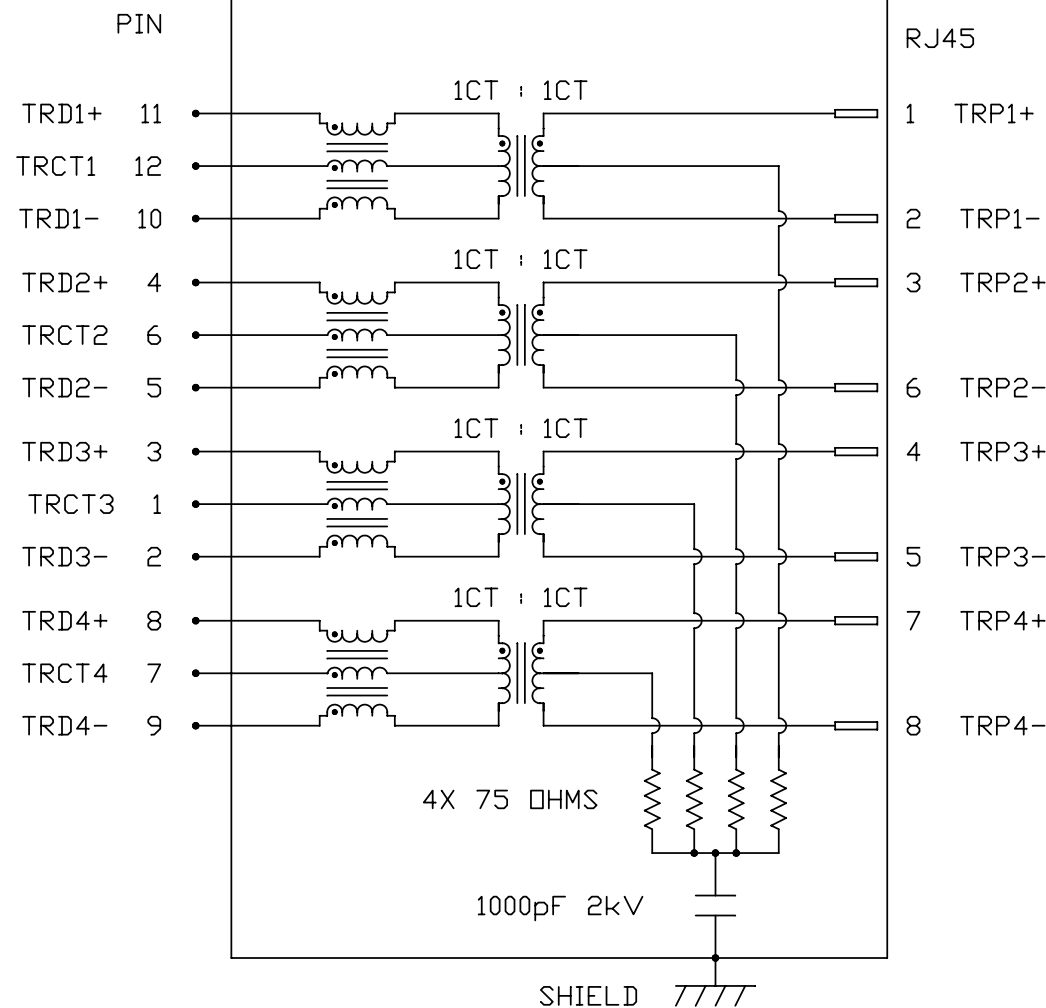 PIN
RJ45
1CT : 1CT
TRD1+ 11 1 TRP1+
TRCT1 12
TRD1- 10 2 TRP1-
1CT : 1CT
TRD2+ 4 3 TRP2+
TRCT2 6
TRD2- 5 6 TRP2-
1CT : 1CT
TRD3+ 3 4 TRP3+
TRCT3 1
TRD3- 2 5 TRP3-
1CT : 1CT
TRD4+ 8 7 TRP4+
TRCT4 7
TRD4- 9 8 TRP4-
4X 75 OHMS
1000pF 2kV
SHIELD